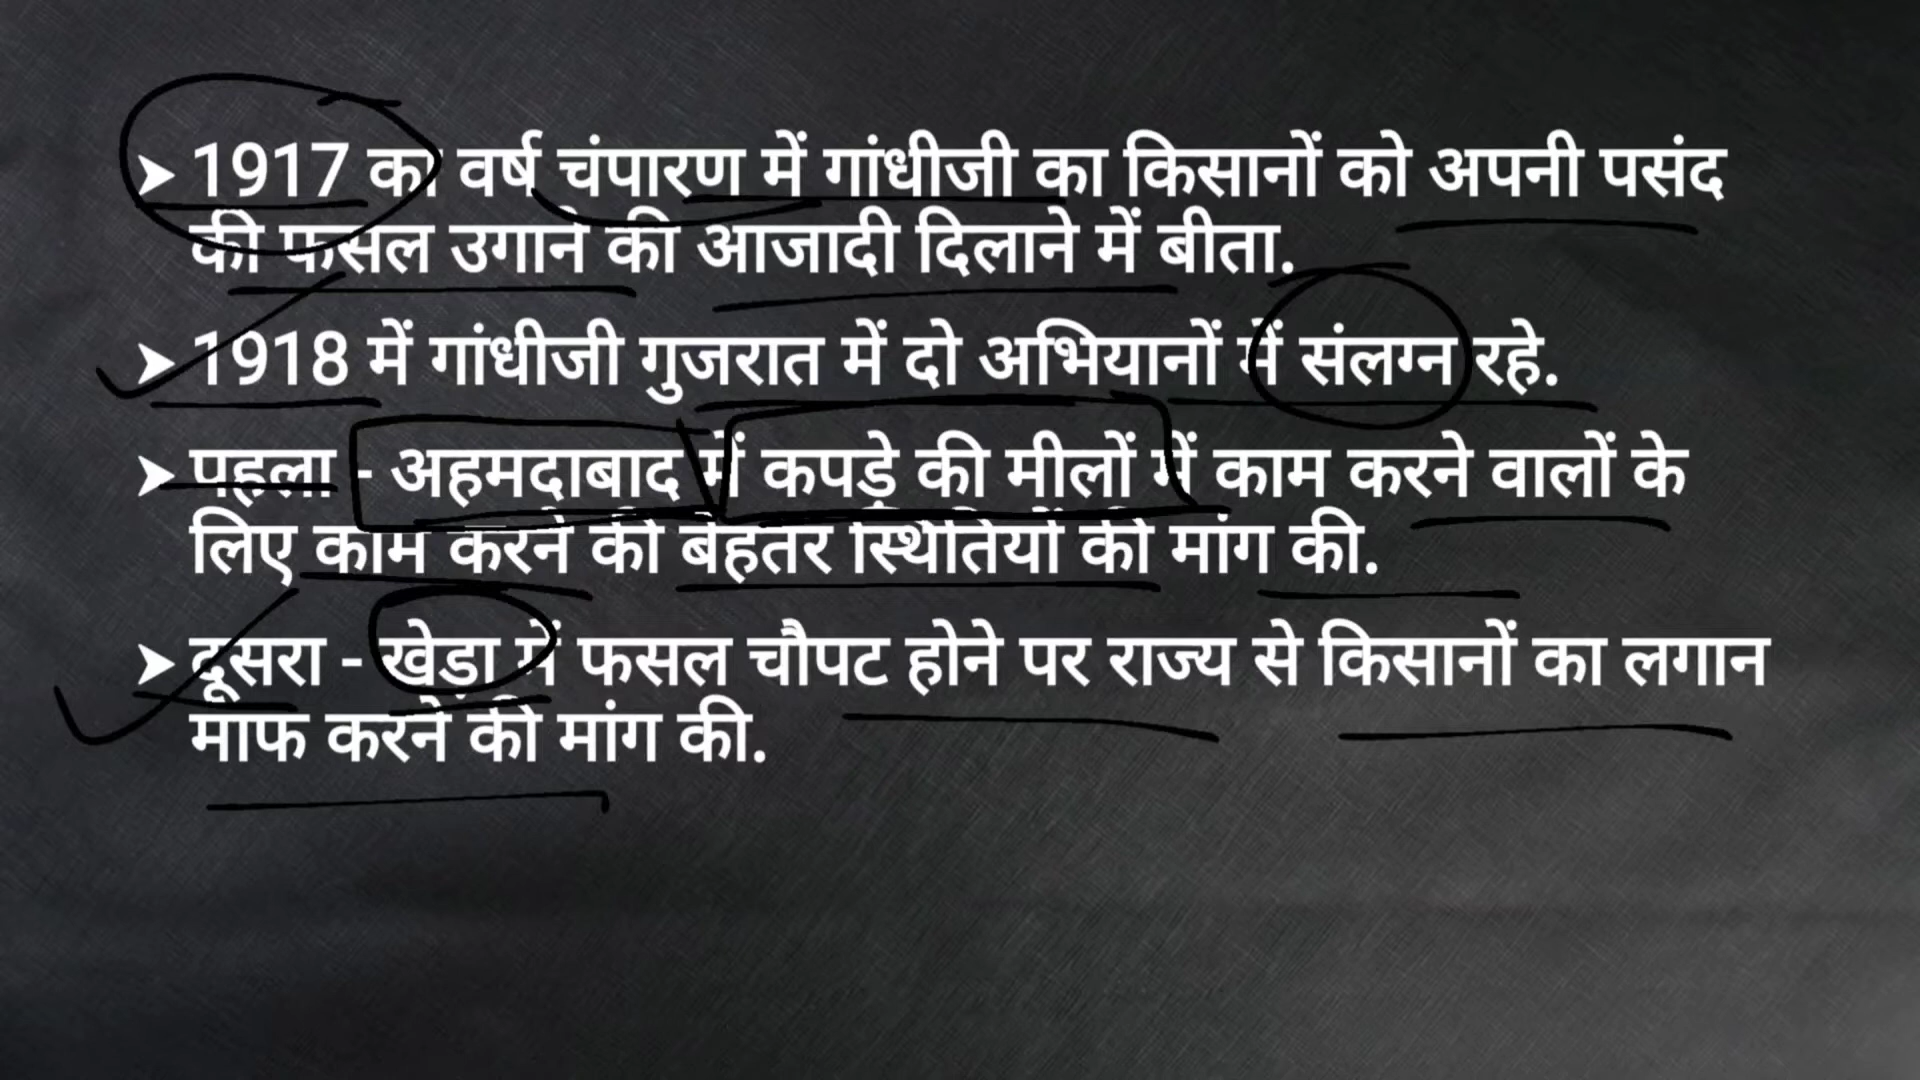 ➤ 1917 का वर्ष चंपारण में गांधीजी का किसानों को अपनी पसंद
की फसल उगाने की आजादी दिलाने में बीता.
➤ 1918 में गांधीजी गुजरात में दो अभियानों में संलग्न रहे.
➤ पहला - अहमदाबाद में कपड़े की मीलों में काम करने वालों के
लिए काम करने की बेहतर स्थितियों की मांग की.
➤ दूसरा - खेडा में फसल चौपट होने पर राज्य से किसानों का लगान
माफ करने की मांग की.